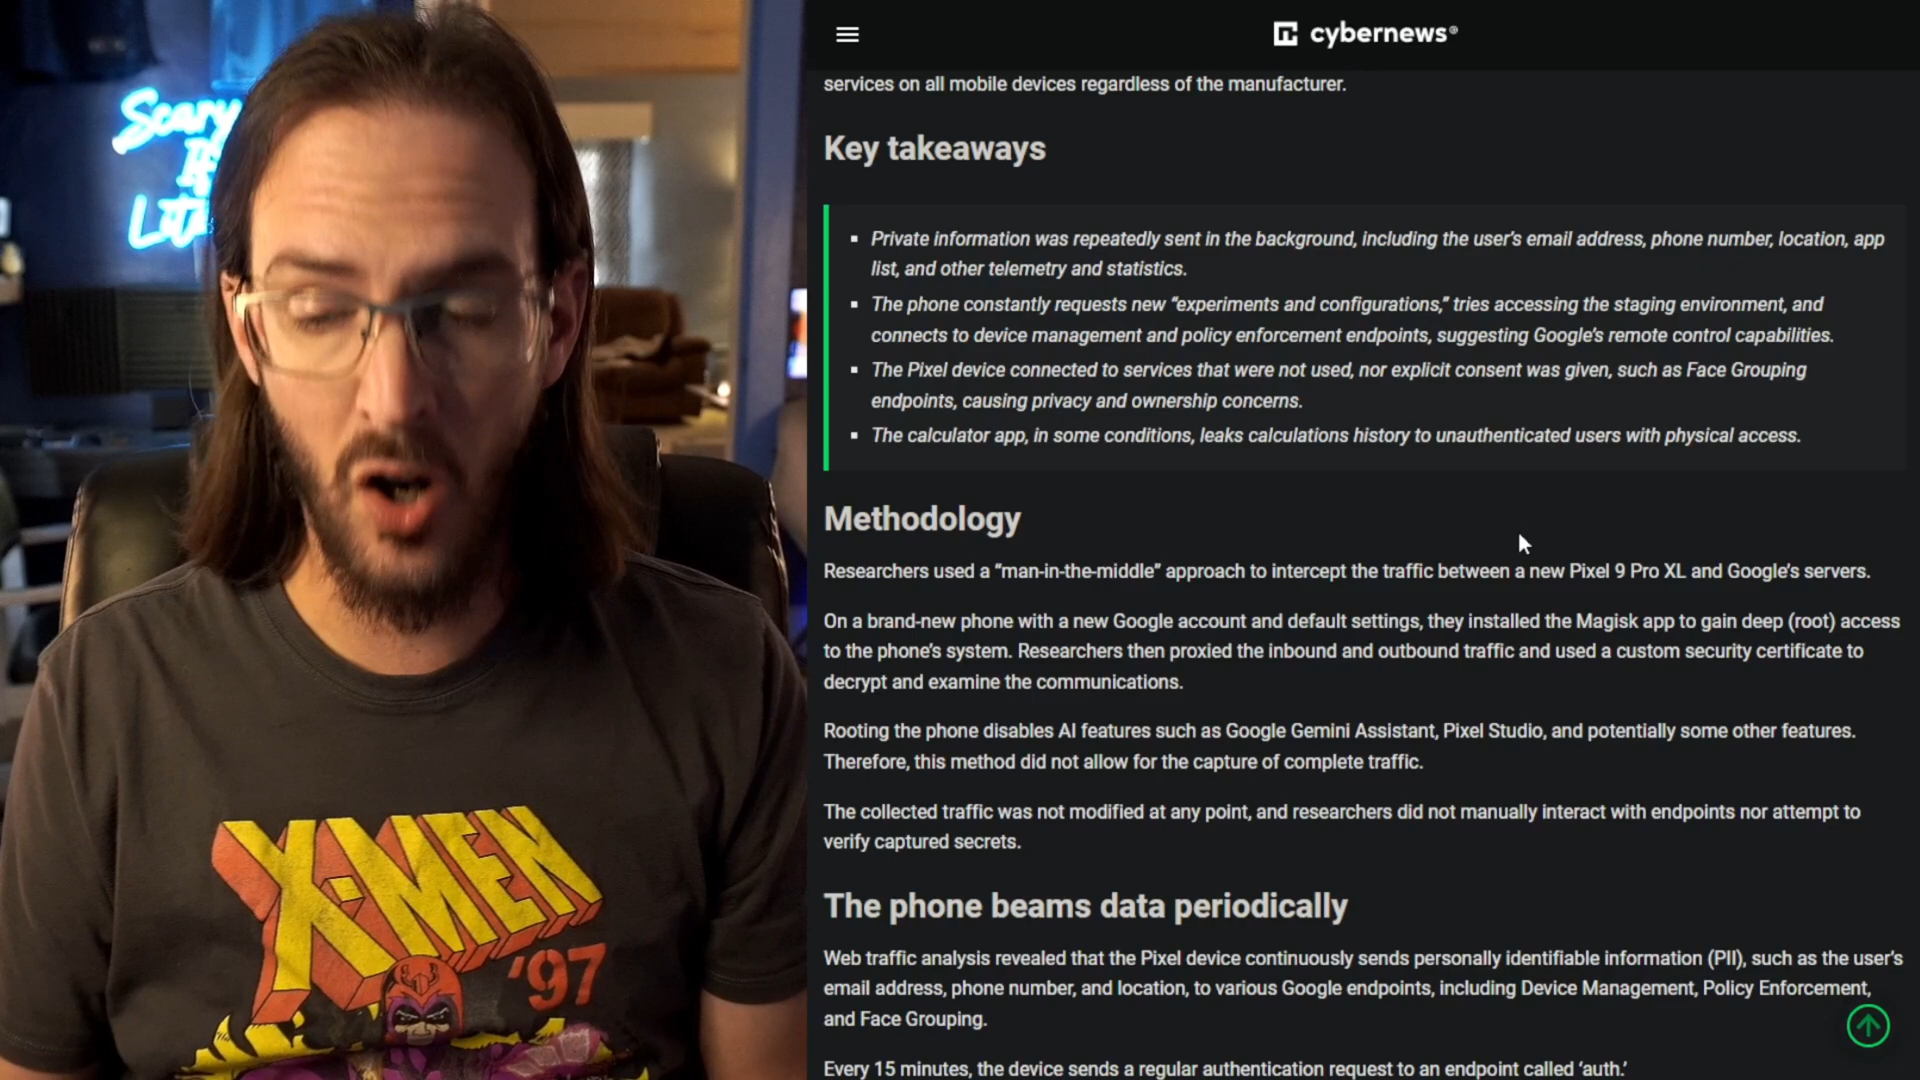 Scary
Is
Lit
X-MEN
'97
cybernews®
services on all mobile devices regardless of the manufacturer.
Key takeaways
▪ Private information was repeatedly sent in the background, including the user's email address, phone number, location, app
list, and other telemetry and statistics.
▪ The phone constantly requests new “experiments and configurations,” tries accessing the staging environment, and
connects to device management and policy enforcement endpoints, suggesting Google's remote control capabilities.
▪ The Pixel device connected to services that were not used, nor explicit consent was given, such as Face Grouping
endpoints, causing privacy and ownership concerns.
▪ The calculator app, in some conditions, leaks calculations history to unauthenticated users with physical access.
Methodology
Researchers used a “man-in-the-middle” approach to intercept the traffic between a new Pixel 9 Pro XL and Google's servers.
On a brand-new phone with a new Google account and default settings, they installed the Magisk app to gain deep (root) access
to the phone's system. Researchers then proxied the inbound and outbound traffic and used a custom security certificate to
decrypt and examine the communications.
Rooting the phone disables AI features such as Google Gemini Assistant, Pixel Studio, and potentially some other features.
Therefore, this method did not allow for the capture of complete traffic.
The collected traffic was not modified at any point, and researchers did not manually interact with endpoints nor attempt to
verify captured secrets.
The phone beams data periodically
Web traffic analysis revealed that the Pixel device continuously sends personally identifiable information (PII), such as the user's
email address, phone number, and location, to various Google endpoints, including Device Management, Policy Enforcement,
and Face Grouping.
Every 15 minutes, the device sends a regular authentication request to an endpoint called ‘auth.’